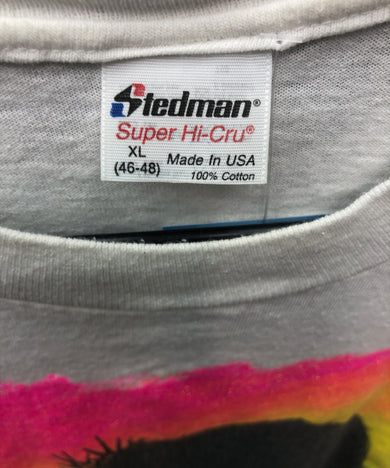 Stedman®
Super Hi-Cru®
XL
(46-48)
Made In USA
100% Cotton